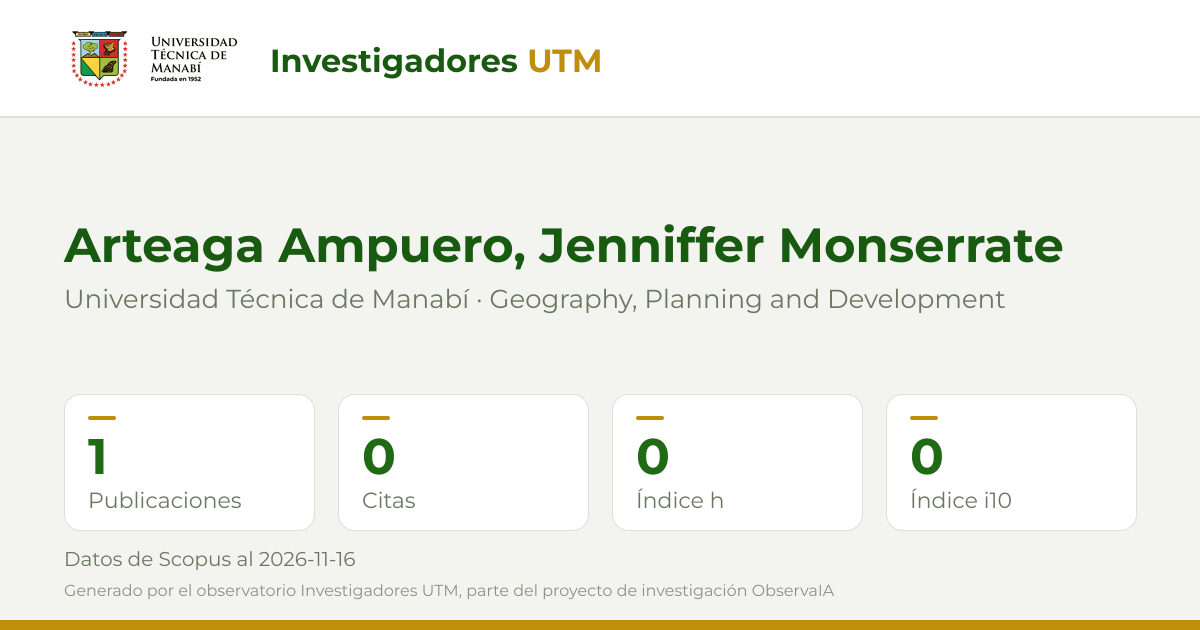 UNIVERSIDAD
TÉCNICA DE
MANABÍ
Fundada en 1952
Investigadores UTM
Arteaga Ampuero, Jenniffer Monserrate
Universidad Técnica de Manabí · Geography, Planning and Development
1
Publicaciones
0
Citas
0
Índice h
0
Índice i10
Datos de Scopus al 2026-11-16
Generado por el observatorio Investigadores UTM, parte del proyecto de investigación ObservaIA